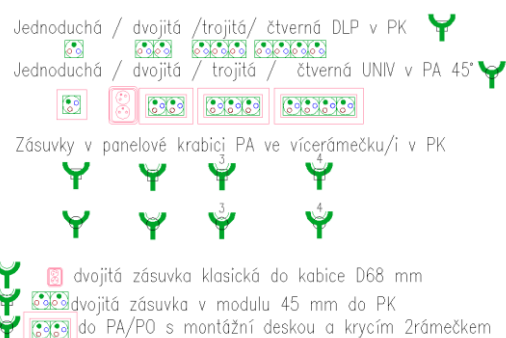 Jednoduchá / dvojitá /trojitá/ čtverná DLP v PK
Jednoduchá / dvojitá / trojitá / čtverná UNIV v PA 45°
Zásuvky v panelové krabici PA ve vícerámečku/i v PK
3 4
3 4
dvojitá zásuvka klasická do kabice D68 mm
dvojitá zásuvka v modulu 45 mm do PK
do PA/PO s montážní deskou a krycím 2rámečkem